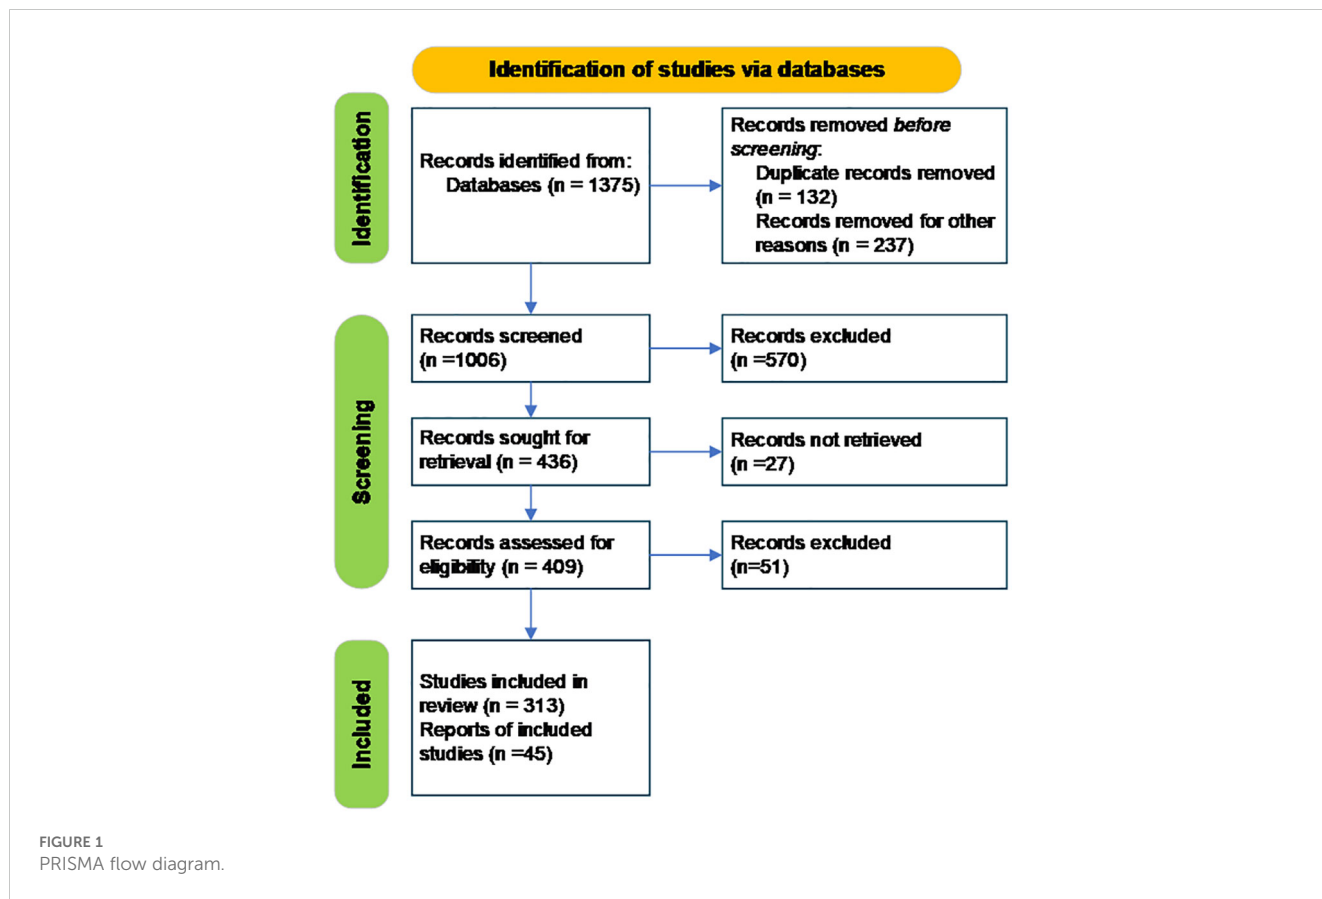 Identification of studies via databases
Identification
Records identified from:
Databases (n = 1375)
Records removed before
screening:
Duplicate records removed
(n = 132)
Records removed for other
reasons (n = 237)
Screening
Records screened
(n =1006)
Records excluded
(n =570)
Records sought for
retrieval (n = 436)
Records not retrieved
(n =27)
Records assessed for
eligibility (n = 409)
Records excluded
(n=51)
Included
Studies included in
review (n = 313)
Reports of included
studies (n =45)
FIGURE 1
PRISMA flow diagram.